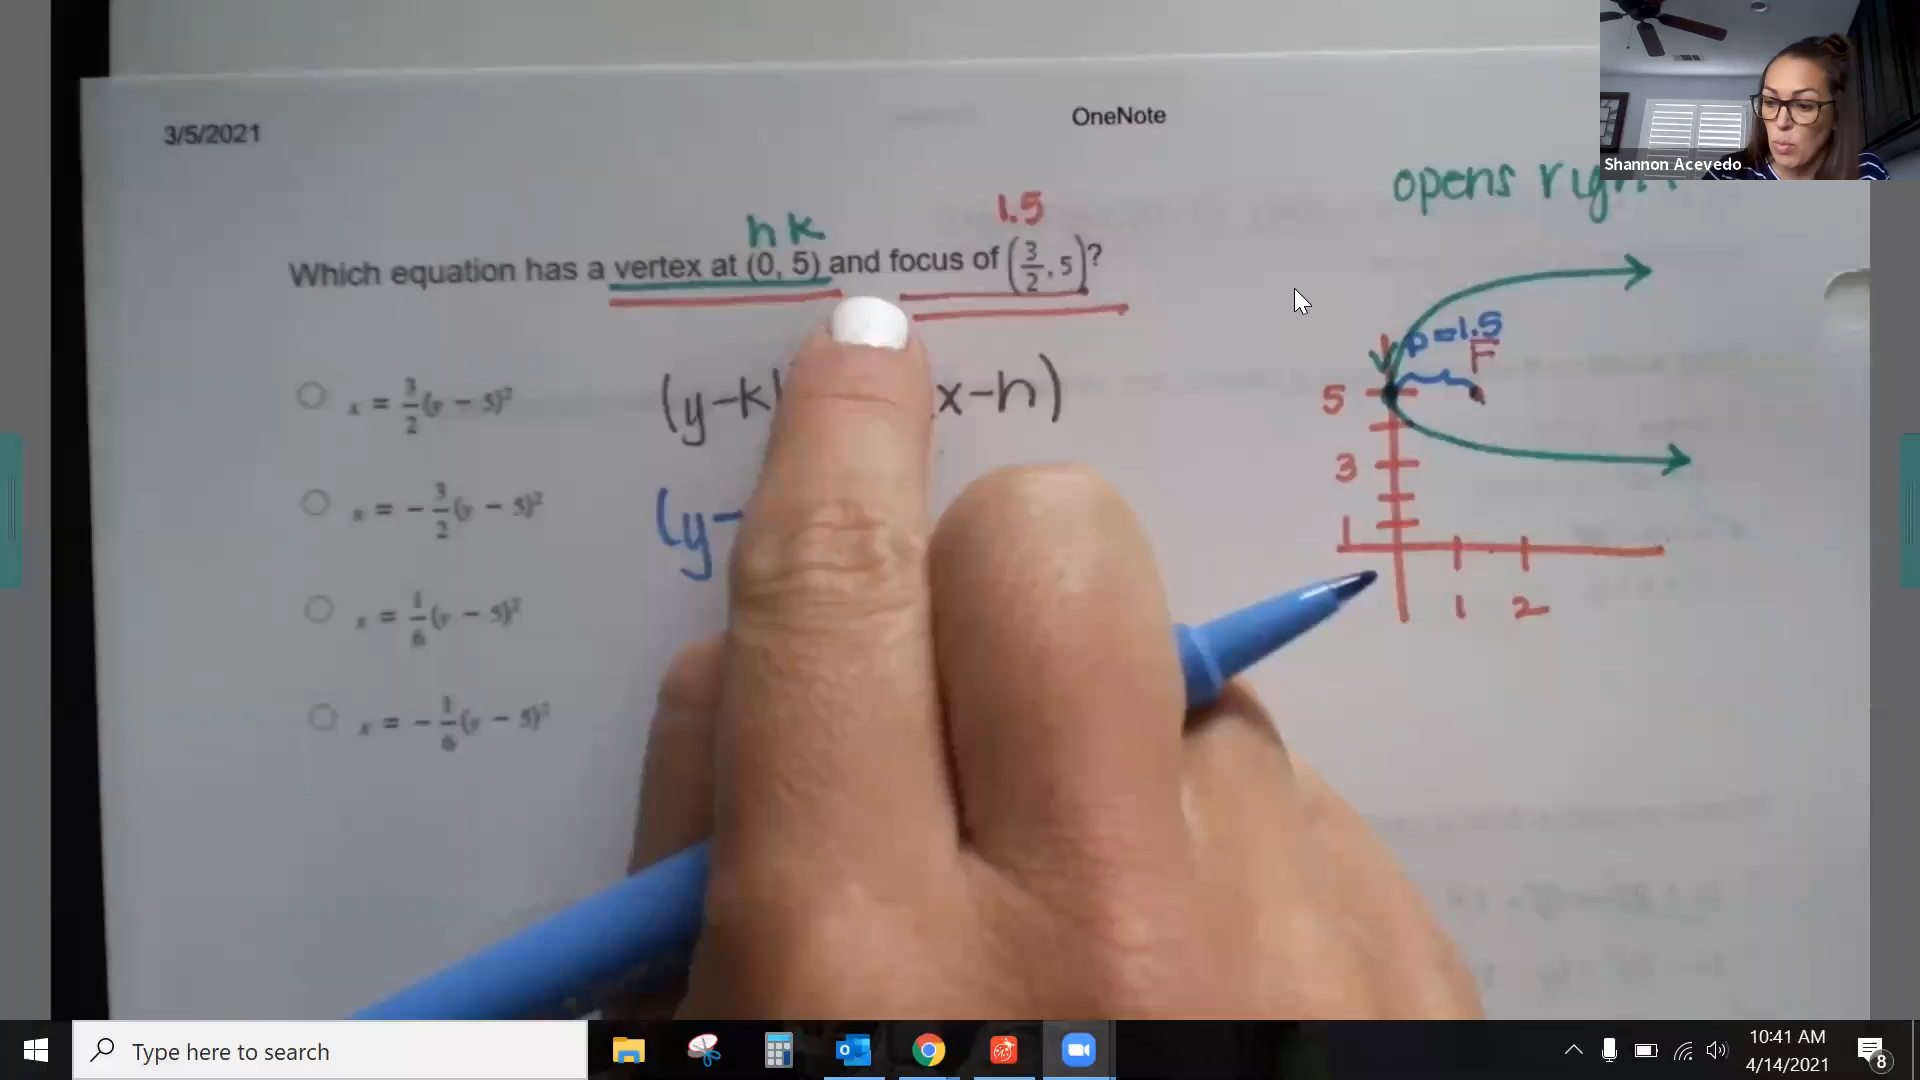 3/5/2021
OneNote
Shannon Acevedo
opens right
1.5
h k
Which equation has a vertex at (0, 5) and focus of (3/2, 5)?
x = 3/2(y − 5)²
x = −3/2(y − 5)²
x = 1/6(y − 5)²
x = −1/6(y − 5)²
(y−k)
x−h)
(y−
p=1.5
F
5
3
1
1 2
Type here to search
10:41 AM
4/14/2021
8